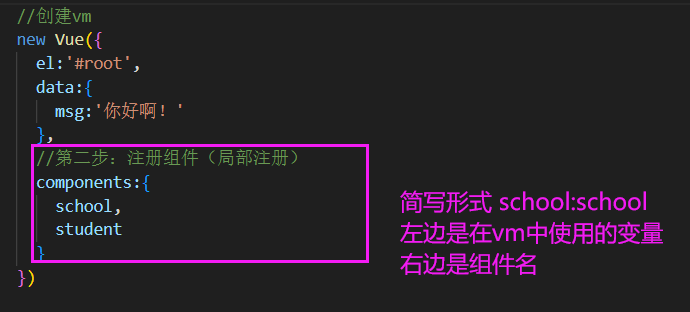 //创建vm
new Vue({
el:'#root',
data:{
msg:'你好啊！'
},
//第二步：注册组件（局部注册）
components:{
school,
student
}
})
简写形式 school:school
左边是在vm中使用的变量
右边是组件名